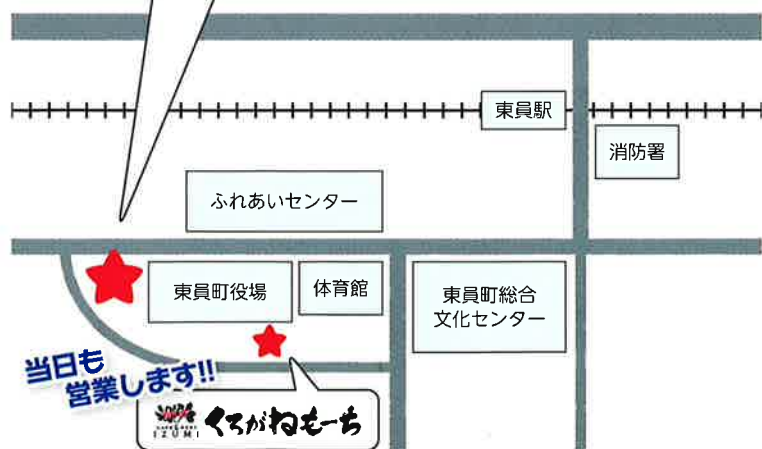 東員駅
消防署
ふれあいセンター
東員町役場
体育館
東員町総合
文化センター
当日も
営業します!!
IZUMI
くろがねもーち